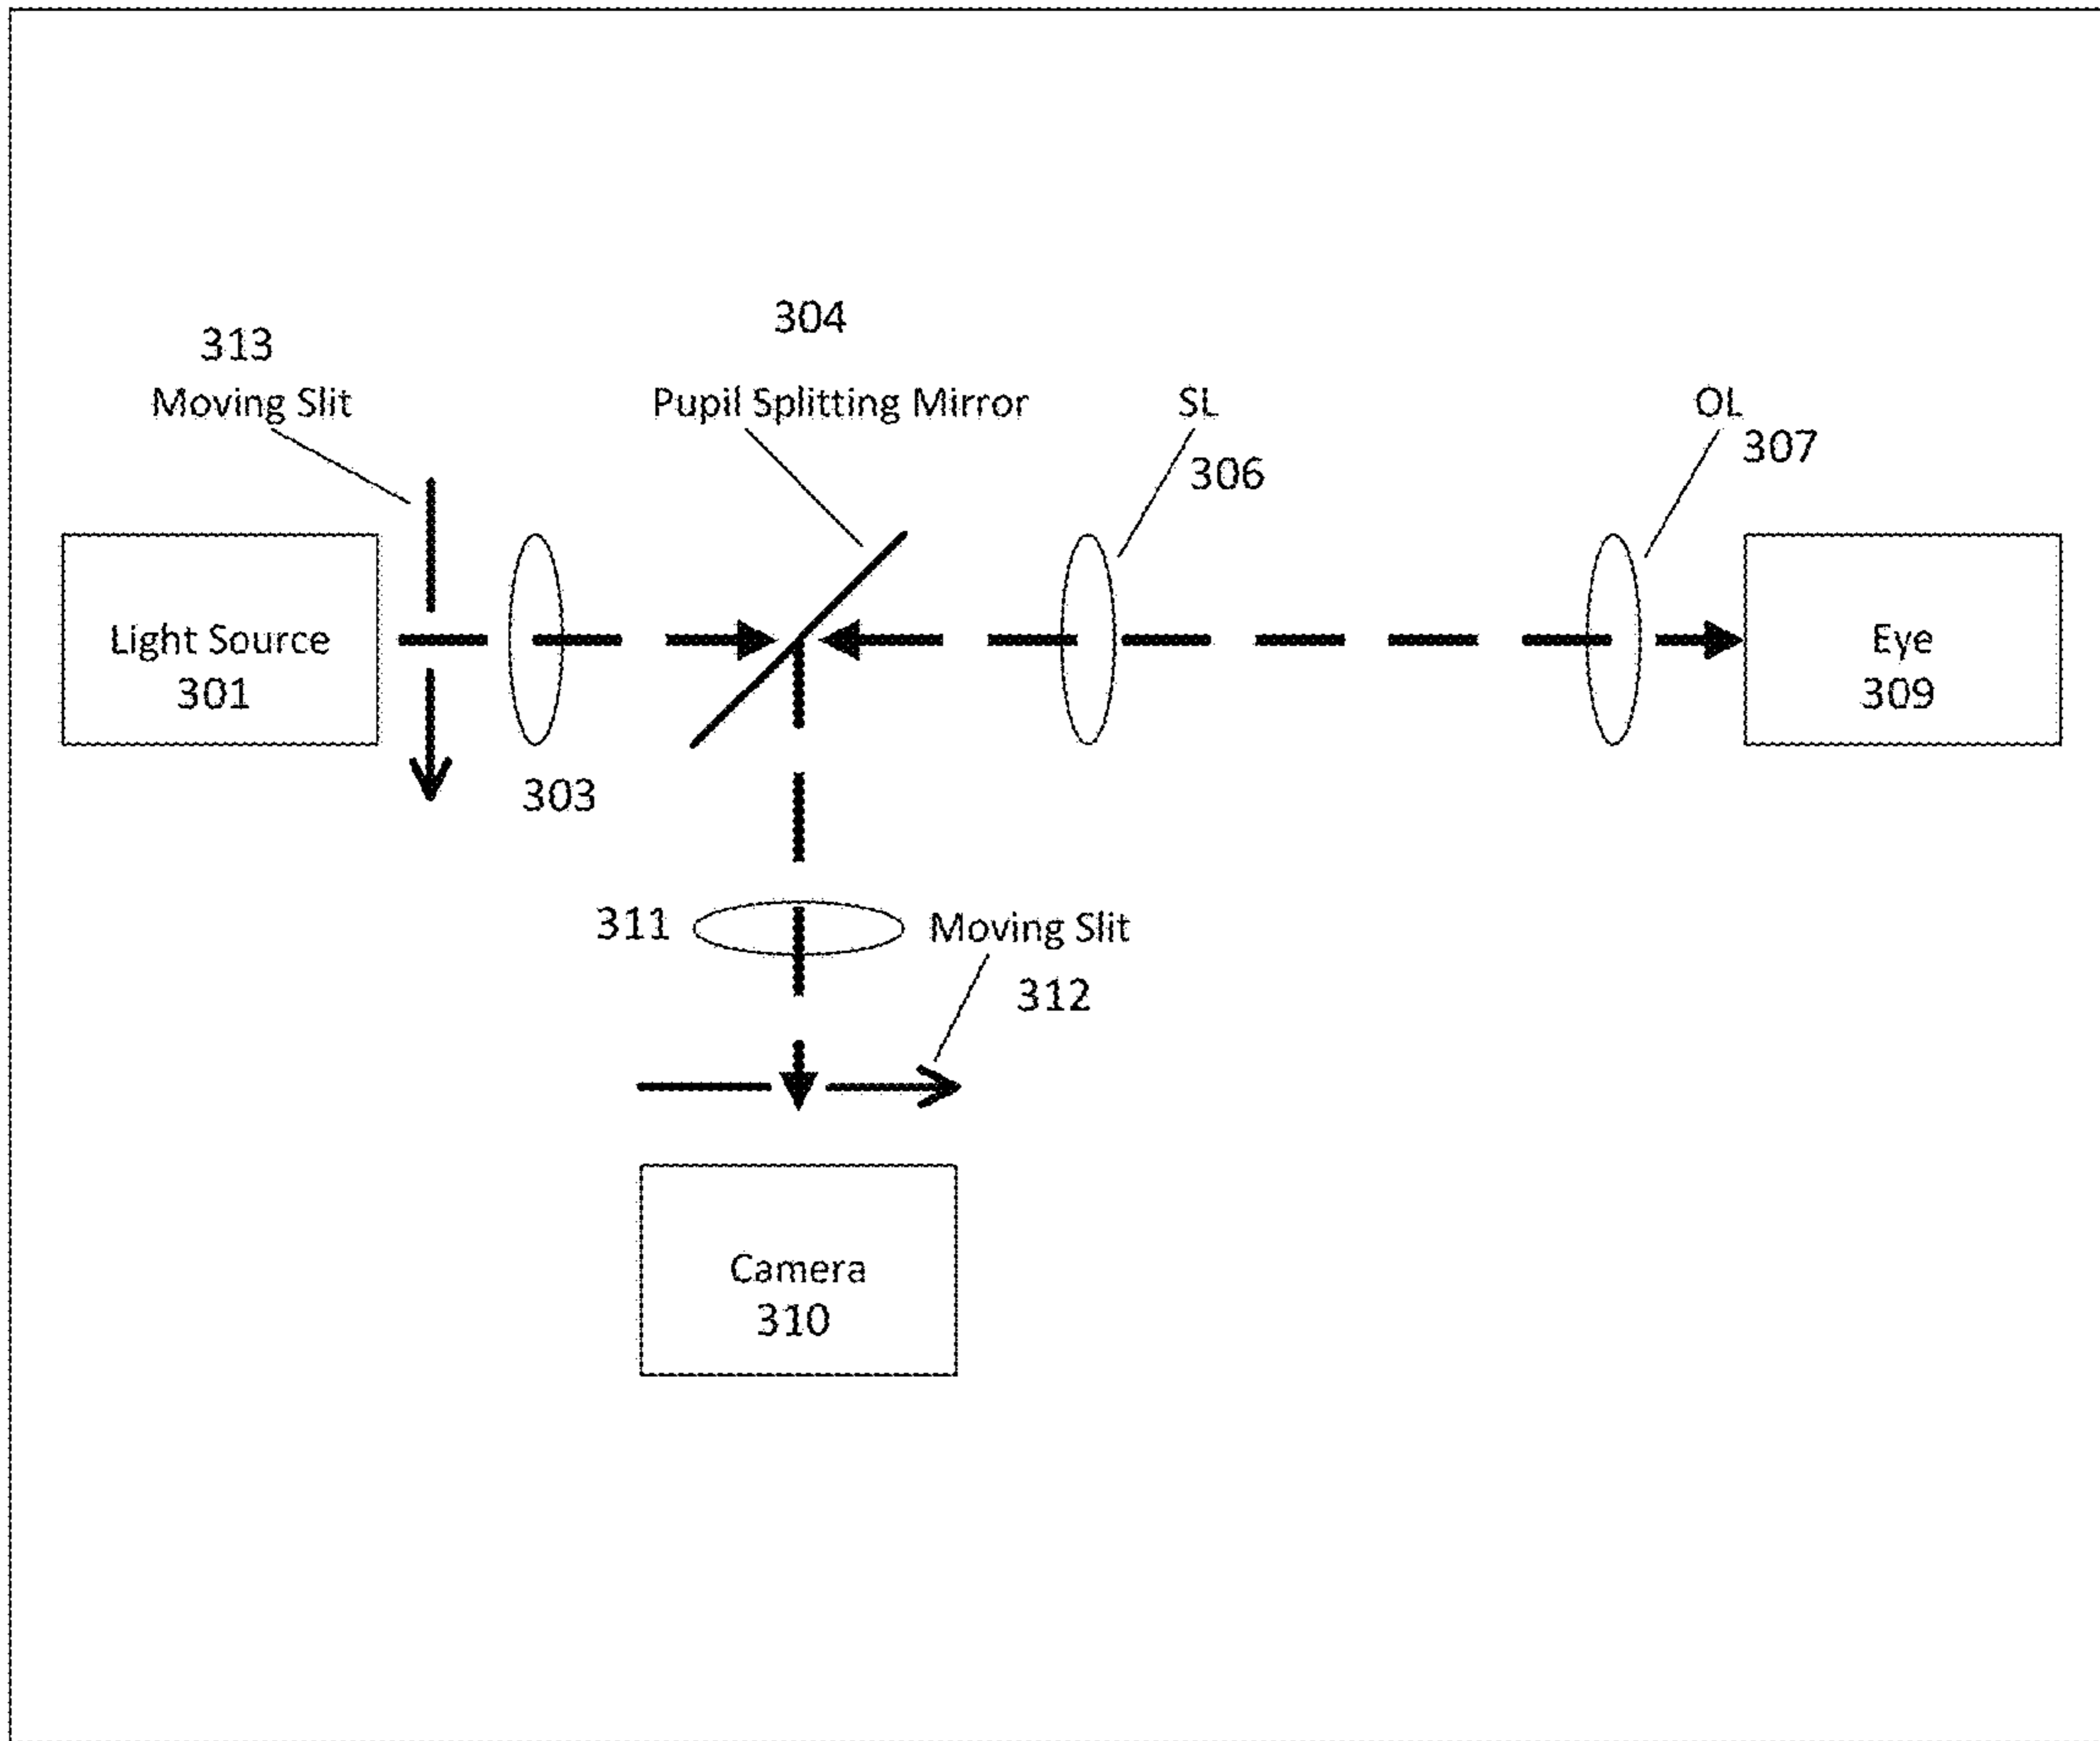 304
313
Moving Slit
Pupil Splitting Mirror
SL
306
OL
307
Light Source
301
Eye
309
303
311
Moving Slit
312
Camera
310